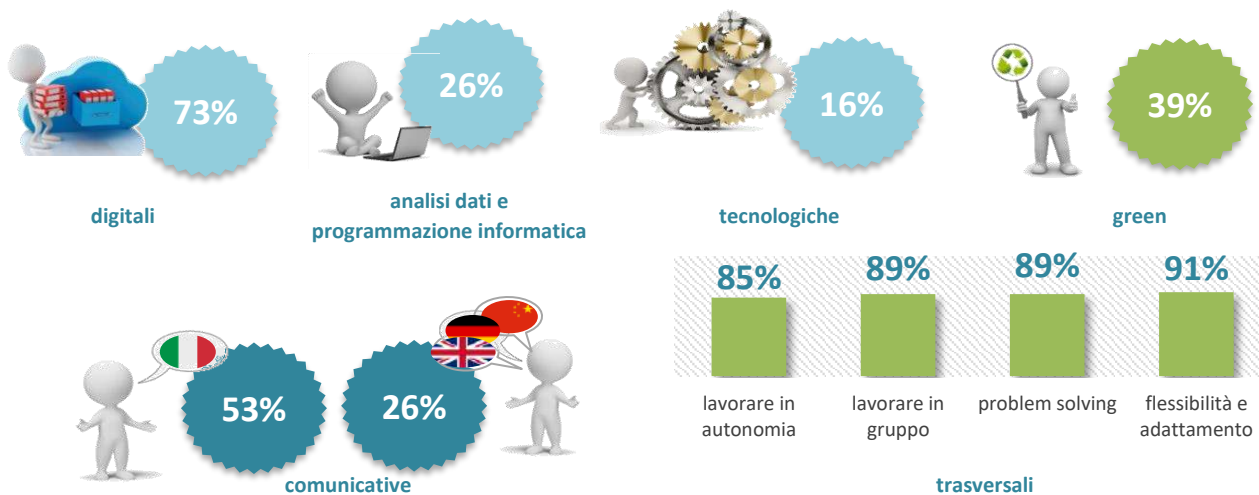 73%
26%
16%
39%
digitali
analisi dati e
programmazione informatica
tecnologiche
green
53%
26%
comunicative
85%
89%
89%
91%
lavorare in
autonomia
lavorare in
gruppo
problem solving
flessibilità e
adattamento
trasversali